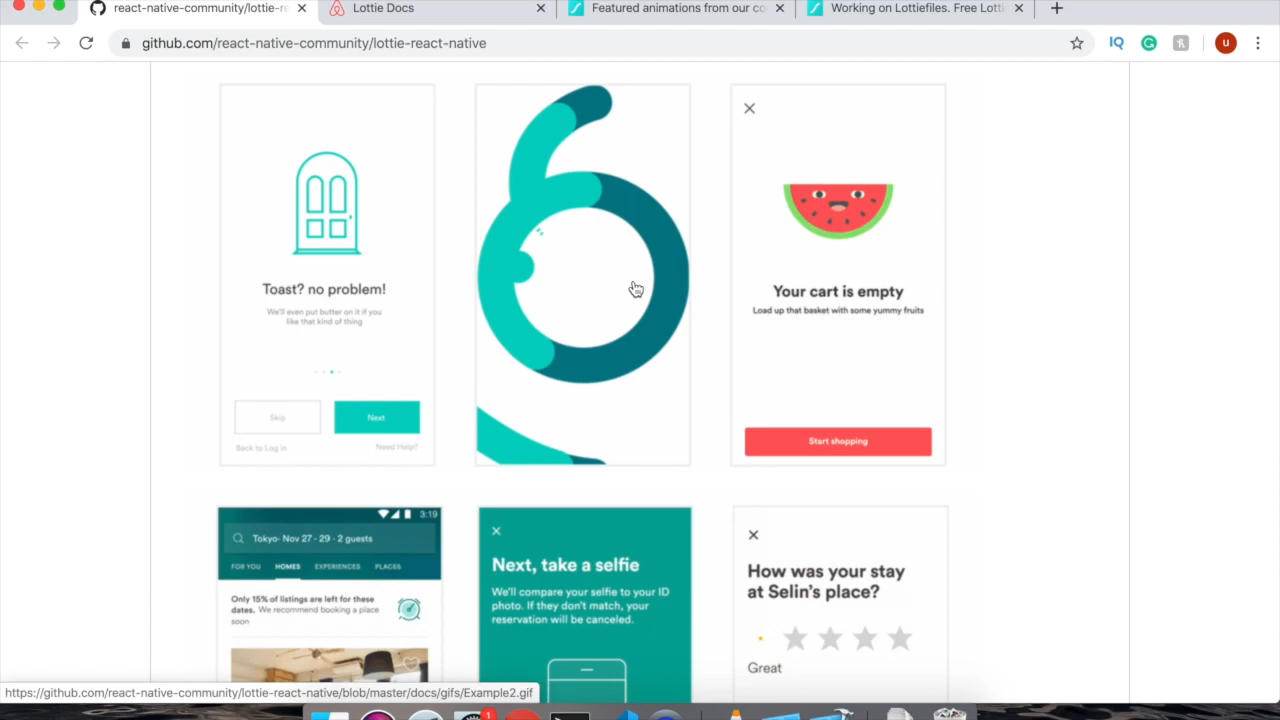 react-native-community/lottie-re
Lottie Docs
Featured animations from our co
Working on Lottiefiles. Free Lotti
github.com/react-native-community/lottie-react-native
IQ
u
Toast? no problem!
We'll even put butter on it if you
like that kind of thing
Skip
Next
Back to Log in
Need Help?
Your cart is empty
Load up that basket with some yummy fruits
Start shopping
3:19
Tokyo· Nov 27 - 29 - 2 guests
FOR YOU
HOMES
EXPERIENCES
PLACES
Only 15% of listings are left for these
dates. We recommend booking a place
soon
Next, take a selfie
We'll compare your selfie to your ID
photo. If they don't match, your
reservation will be canceled.
How was your stay
at Selin's place?
Great
https://github.com/react-native-community/lottie-react-native/blob/master/docs/gifs/Example2.gif
1